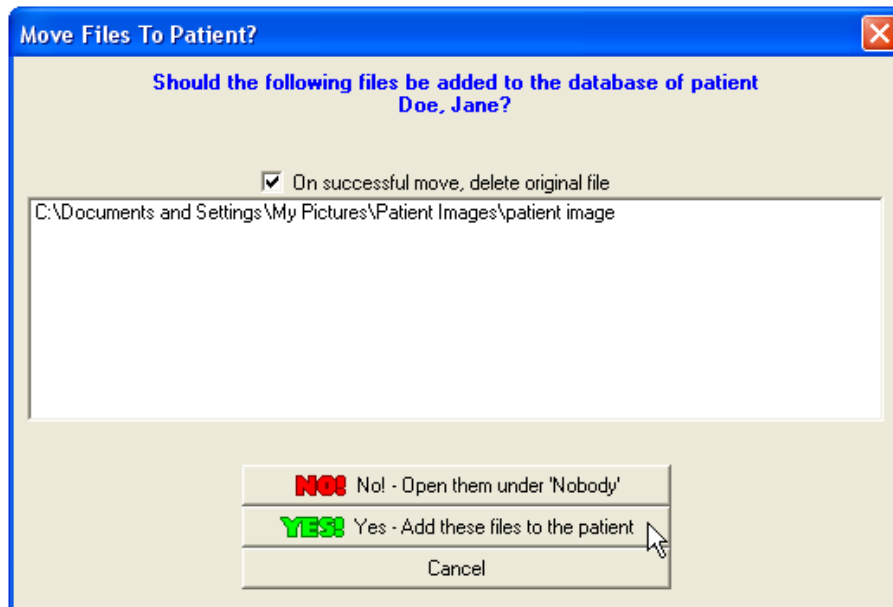 Move Files To Patient?
Should the following files be added to the database of patient
Doe, Jane?
On successful move, delete original file
C:\Documents and Settings\My Pictures\Patient Images\patient image
NO! No! - Open them under 'Nobody'
YES! Yes - Add these files to the patient
Cancel